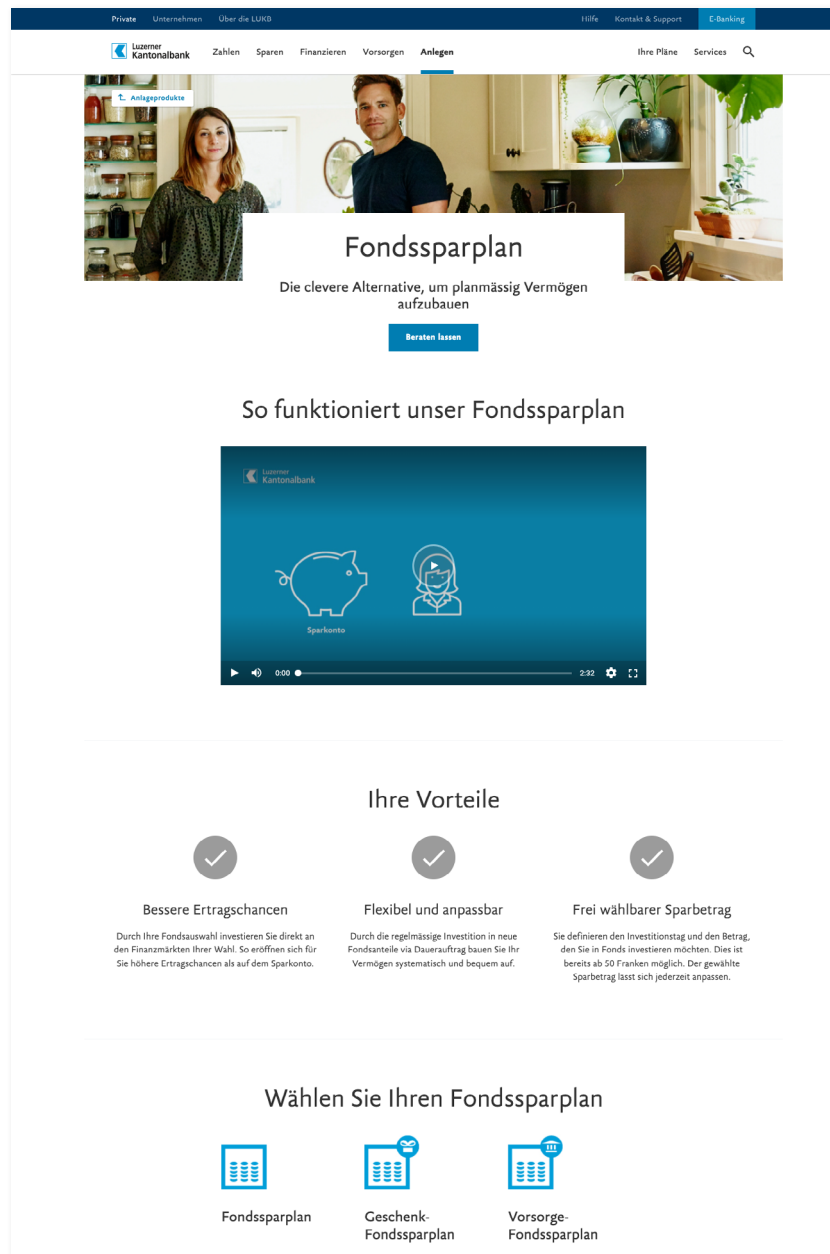 Private Unternehmen Über die LUKB Hilfe Kontakt & Support E-Banking
Luzerner
Kantonalbank
Zahlen Sparen Finanzieren Vorsorgen Anlegen Ihre Pläne Services
Anlageprodukte
Fondssparplan
Die clevere Alternative, um planmässig Vermögen
aufzubauen
Beraten lassen
So funktioniert unser Fondssparplan
Luzerner
Kantonalbank
Sparkonto
0:00 2:32
Ihre Vorteile
Bessere Ertragschancen
Durch Ihre Fondsauswahl investieren Sie direkt an
den Finanzmärkten Ihrer Wahl. So eröffnen sich für
Sie höhere Ertragschancen als auf dem Sparkonto.
Flexibel und anpassbar
Durch die regelmässige Investition in neue
Fondsanteile via Dauerauftrag bauen Sie Ihr
Vermögen systematisch und bequem auf.
Frei wählbarer Sparbetrag
Sie definieren den Investitionstag und den Betrag,
den Sie in Fonds investieren möchten. Dies ist
bereits ab 50 Franken möglich. Der gewählte
Sparbetrag lässt sich jederzeit anpassen.
Wählen Sie Ihren Fondssparplan
Fondssparplan
Geschenk-
Fondssparplan
Vorsorge-
Fondssparplan